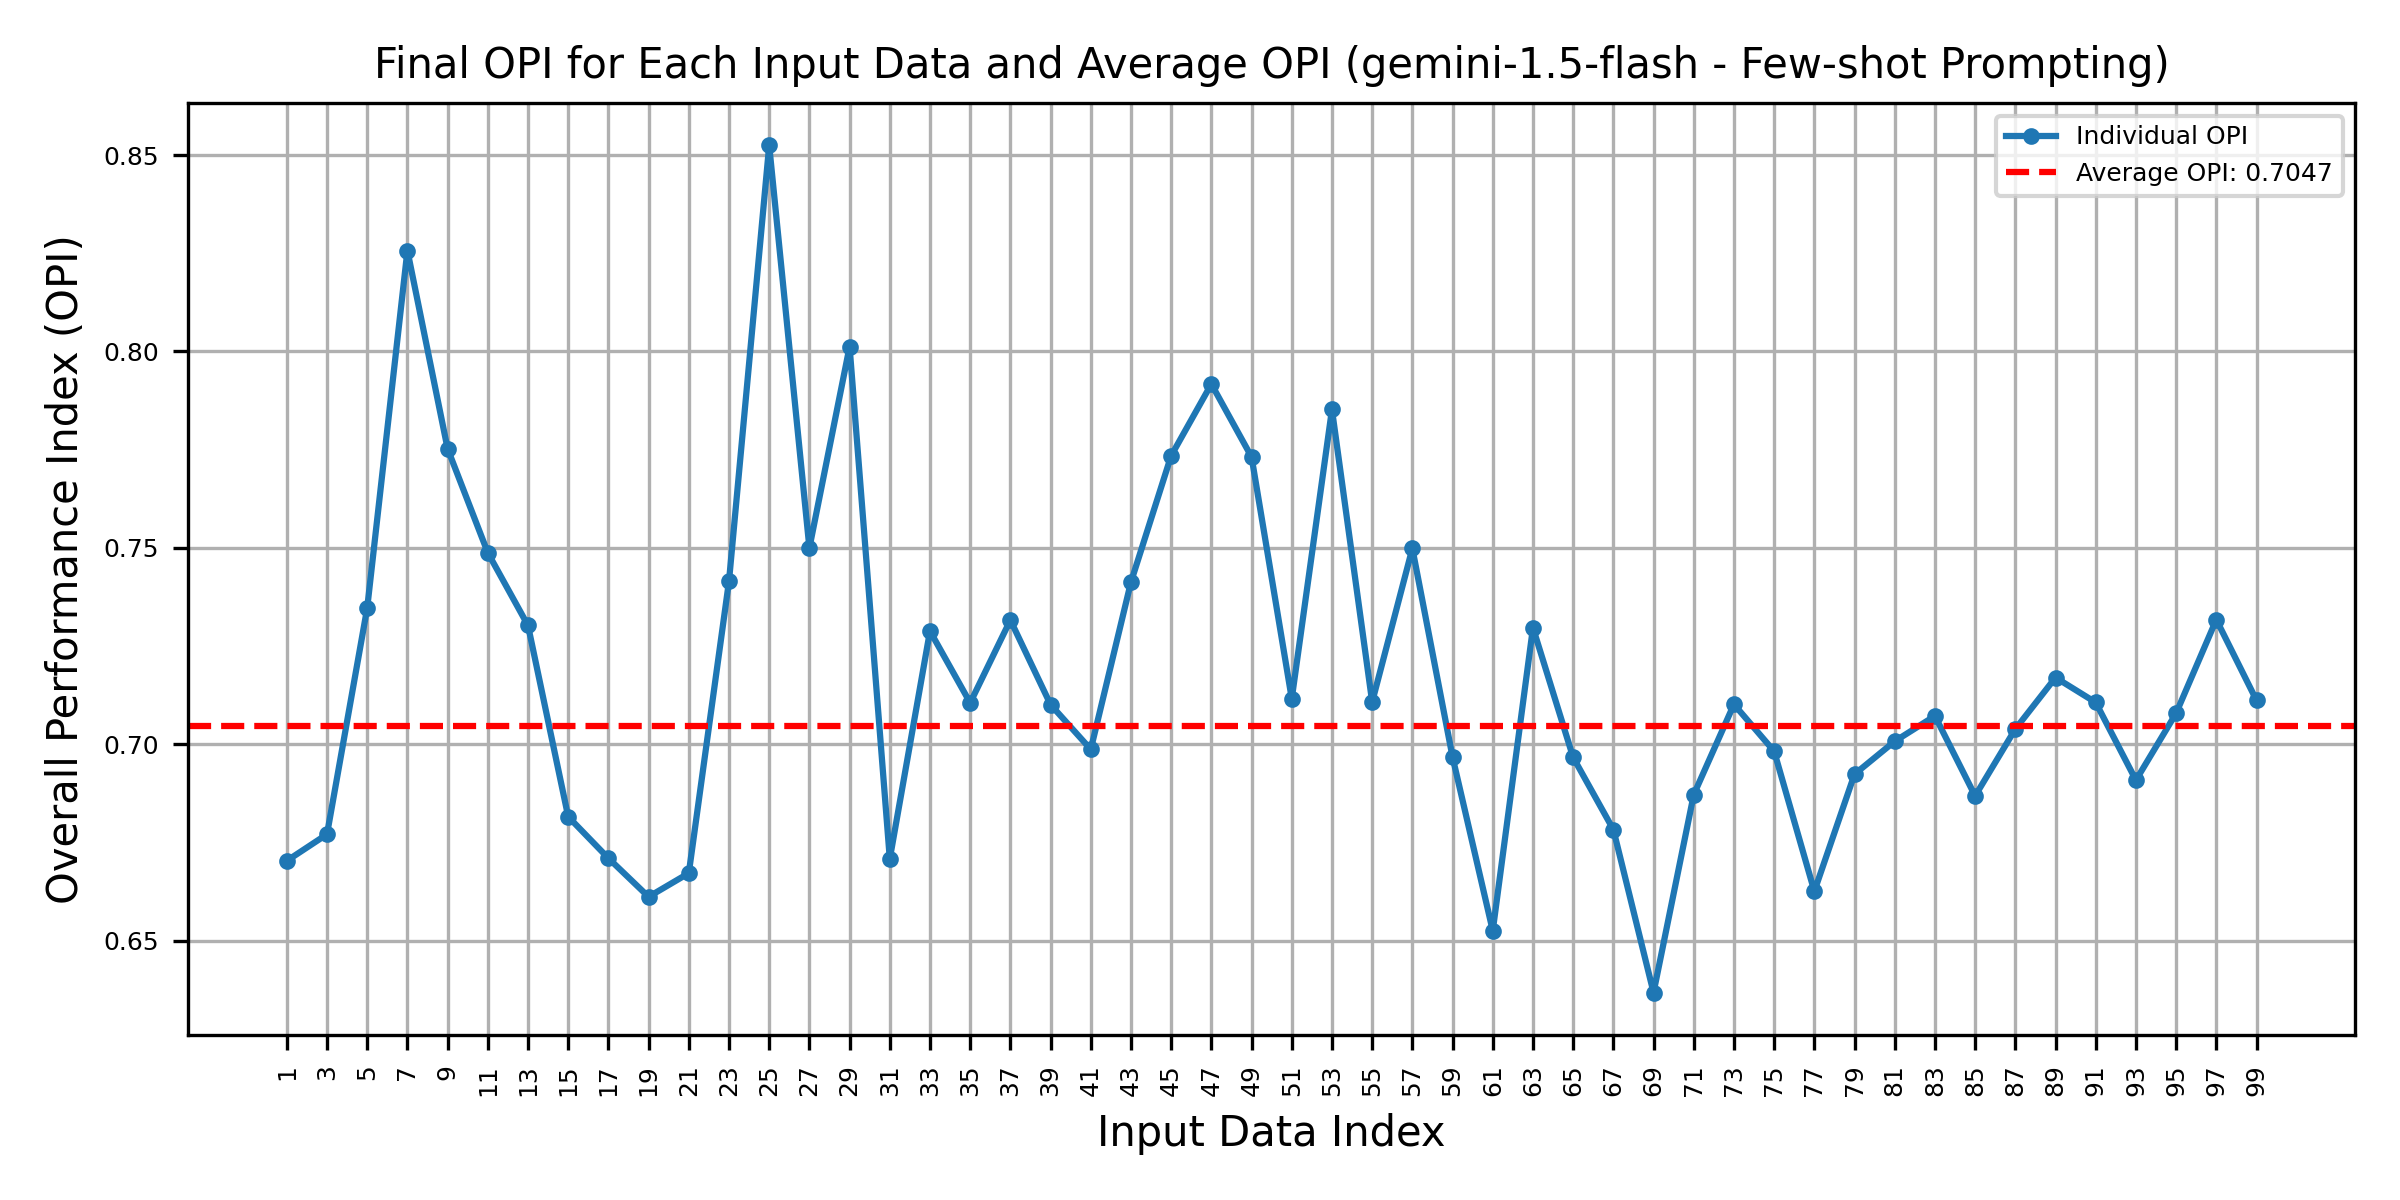 Final OPI for Each Input Data and Average OPI (gemini-1.5-flash - Few-shot Prompting)
Individual OPI
Average OPI: 0.7047
Overall Performance Index (OPI)
0.85
0.80
0.75
0.70
0.65
1 3 5 7 9 11 13 15 17 19 21 23 25 27 29 31 33 35 37 39 41 43 45 47 49 51 53 55 57 59 61 63 65 67 69 71 73 75 77 79 81 83 85 87 89 91 93 95 97 99
Input Data Index